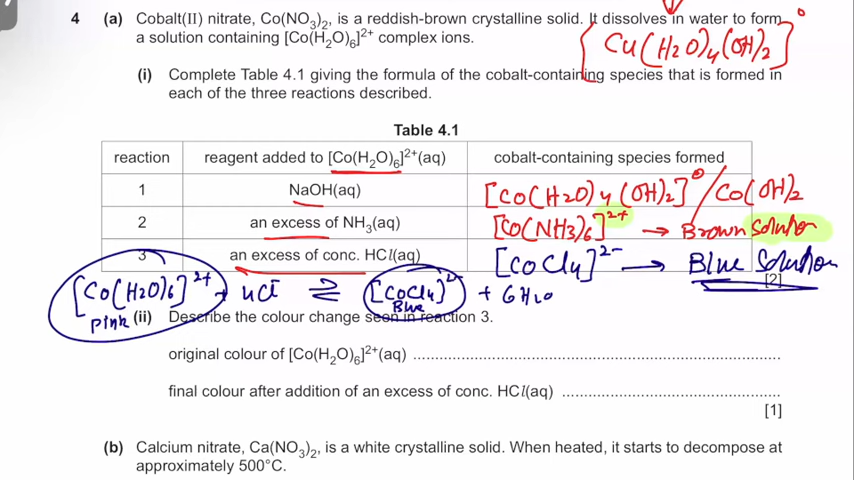 4 (a) Cobalt(II) nitrate, Co(NO₃)₂, is a reddish-brown crystalline solid. It dissolves in water to form
a solution containing [Co(H₂O)₆]²⁺ complex ions.
[Cu(H₂O)₄(OH)₂]⁰
(i) Complete Table 4.1 giving the formula of the cobalt-containing species that is formed in
each of the three reactions described.
Table 4.1
reaction reagent added to [Co(H₂O)₆]²⁺(aq) cobalt-containing species formed
1 NaOH(aq) [Co(H2O)4(OH)2]⁰/Co(OH)2
2 an excess of NH₃(aq) [Co(NH3)6]²⁺ → Brown Solution
3 an excess of conc. HCl(aq) [CoCl4]²⁻ → Blue Solution
[2]
[Co(H2O)6]²⁺ + 4Cl⁻ ⇌ [CoCl4]²⁻ + 6H2O
pink Blue
(ii) Describe the colour change seen in reaction 3.
original colour of [Co(H₂O)₆]²⁺(aq) ................................................................
final colour after addition of an excess of conc. HCl(aq) ........................................
[1]
(b) Calcium nitrate, Ca(NO₃)₂, is a white crystalline solid. When heated, it starts to decompose at
approximately 500°C.